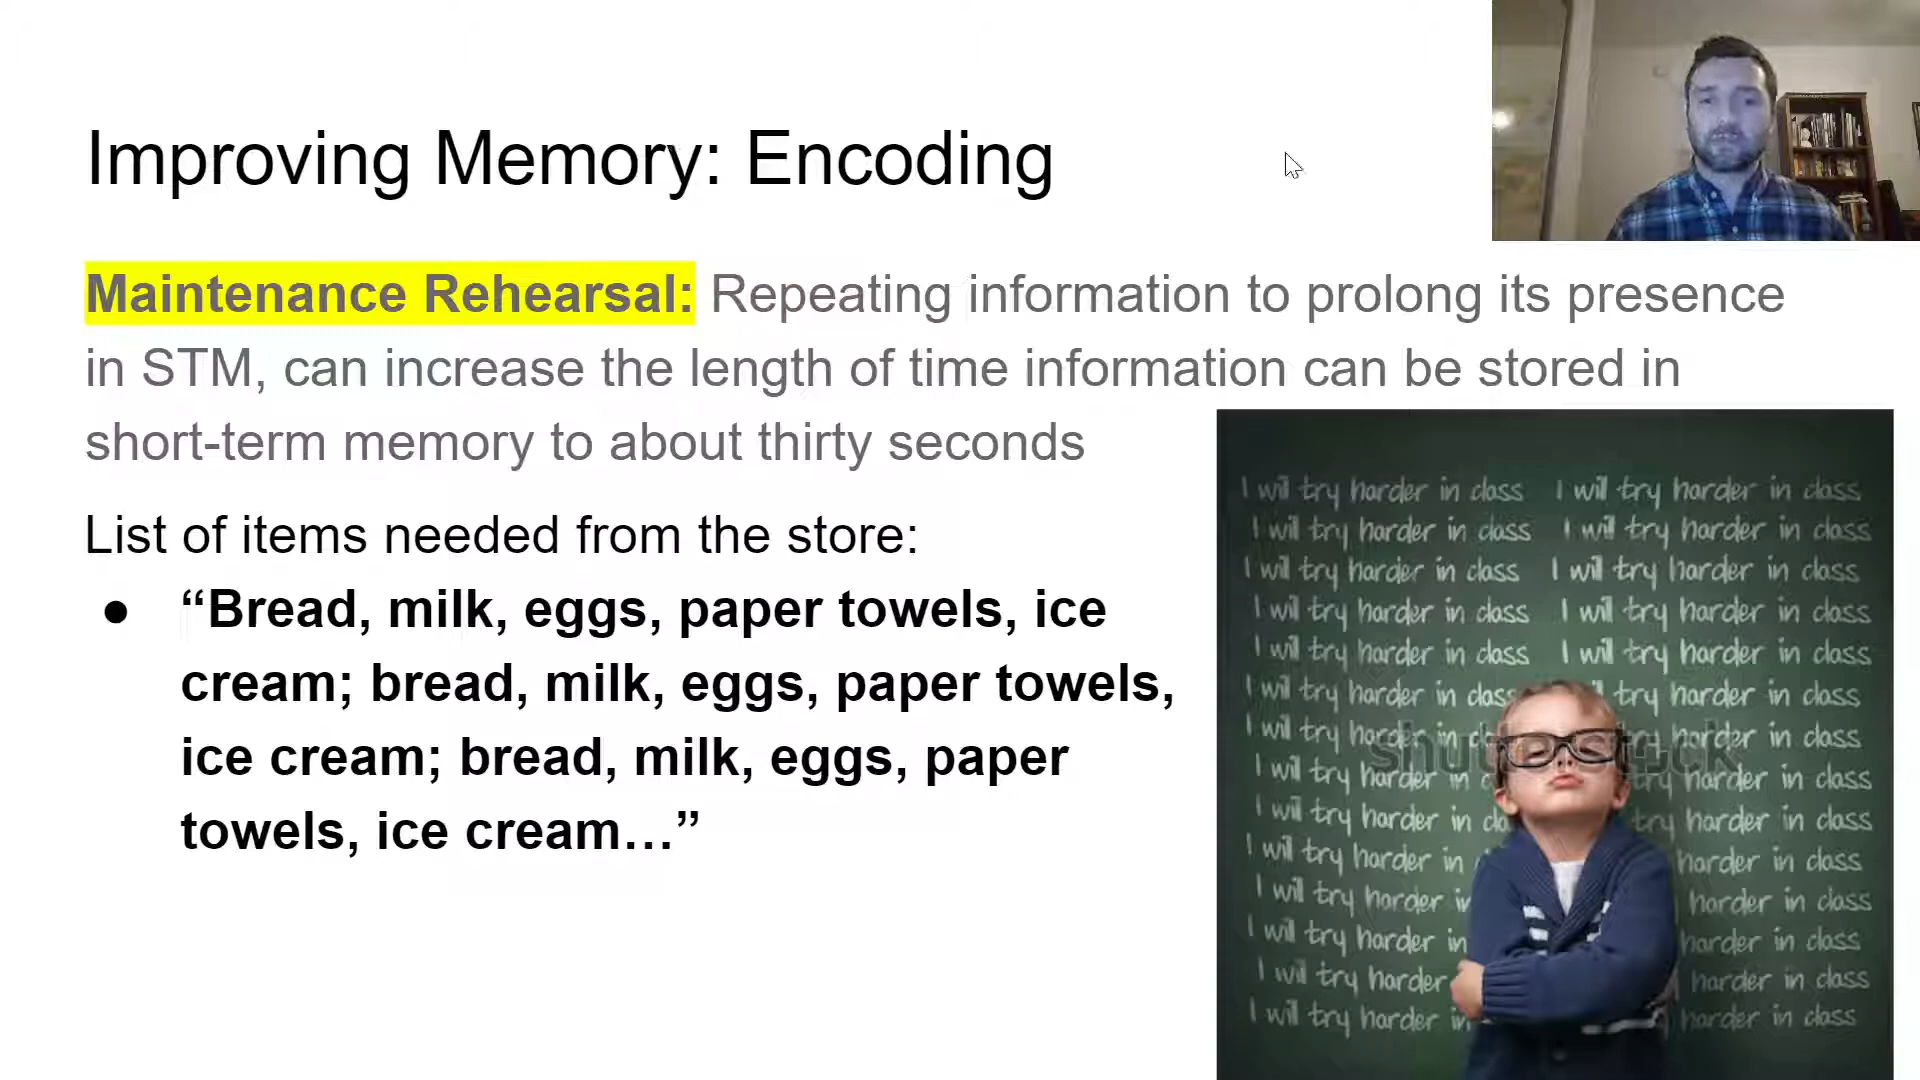 Improving Memory: Encoding
Maintenance Rehearsal: Repeating information to prolong its presence
in STM, can increase the length of time information can be stored in
short-term memory to about thirty seconds
List of items needed from the store:
● “Bread, milk, eggs, paper towels, ice
cream; bread, milk, eggs, paper towels,
ice cream; bread, milk, eggs, paper
towels, ice cream…”
I will try harder in class I will try harder in class
I will try harder in class I will try harder in class
I will try harder in class I will try harder in class
I will try harder in class I will try harder in class
I will try harder in class I will try harder in class
I will try harder in class try harder in class
I will try harder in try harder in class
I will try harder in try harder in class
I will try harder in try harder in class
I will try harder in harder in class
I will try harder harder in class
I will try harder in harder in class
I will try harder harder in class
I will try harder in harder in class